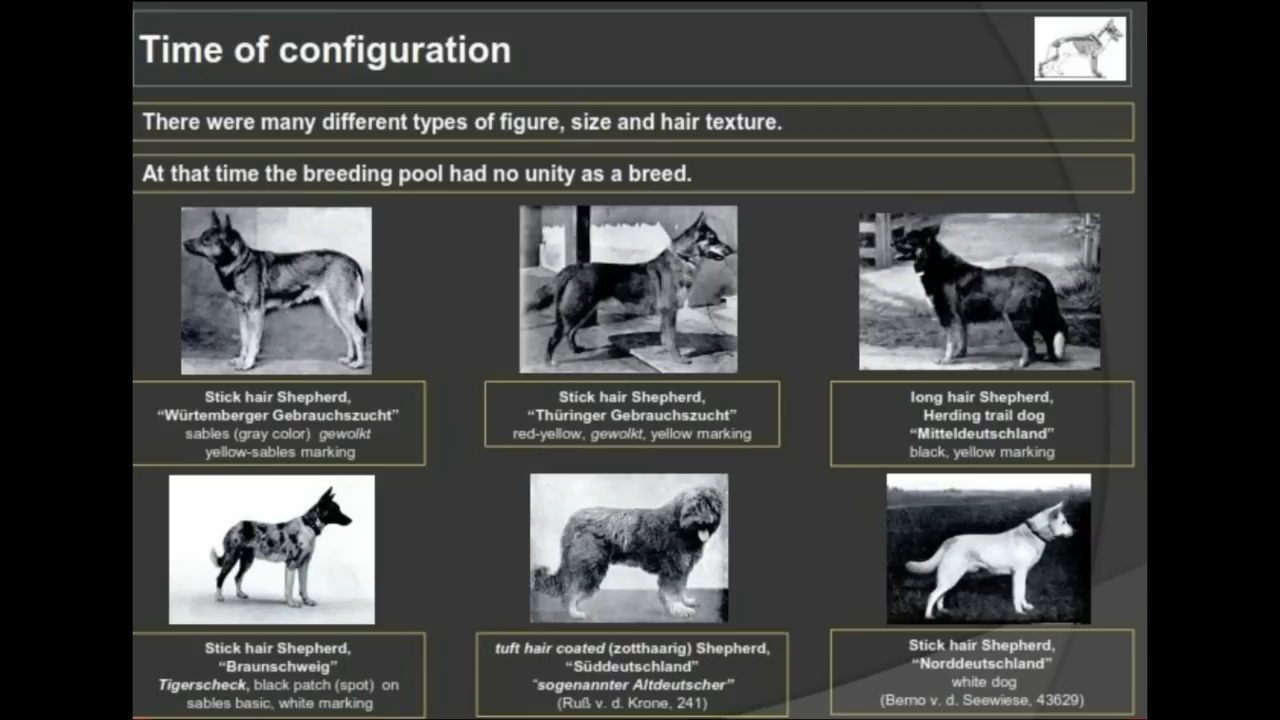 Time of configuration
There were many different types of figure, size and hair texture.
At that time the breeding pool had no unity as a breed.
Stick hair Shepherd,
“Würtemberger Gebrauchszucht”
sables (gray color) gewolkt
yellow-sables marking
Stick hair Shepherd,
“Thüringer Gebrauchszucht”
red-yellow, gewolkt, yellow marking
long hair Shepherd,
Herding trail dog
“Mitteldeutschland”
black, yellow marking
Stick hair Shepherd,
“Braunschweig”
Tigerscheck, black patch (spot) on
sables basic, white marking
tuft hair coated (zotthaarig) Shepherd,
“Süddeutschland”
“sogenannter Altdeutscher”
(Ruß v. d. Krone, 241)
Stick hair Shepherd,
“Norddeutschland”
white dog
(Berno v. d. Seewiese, 43629)